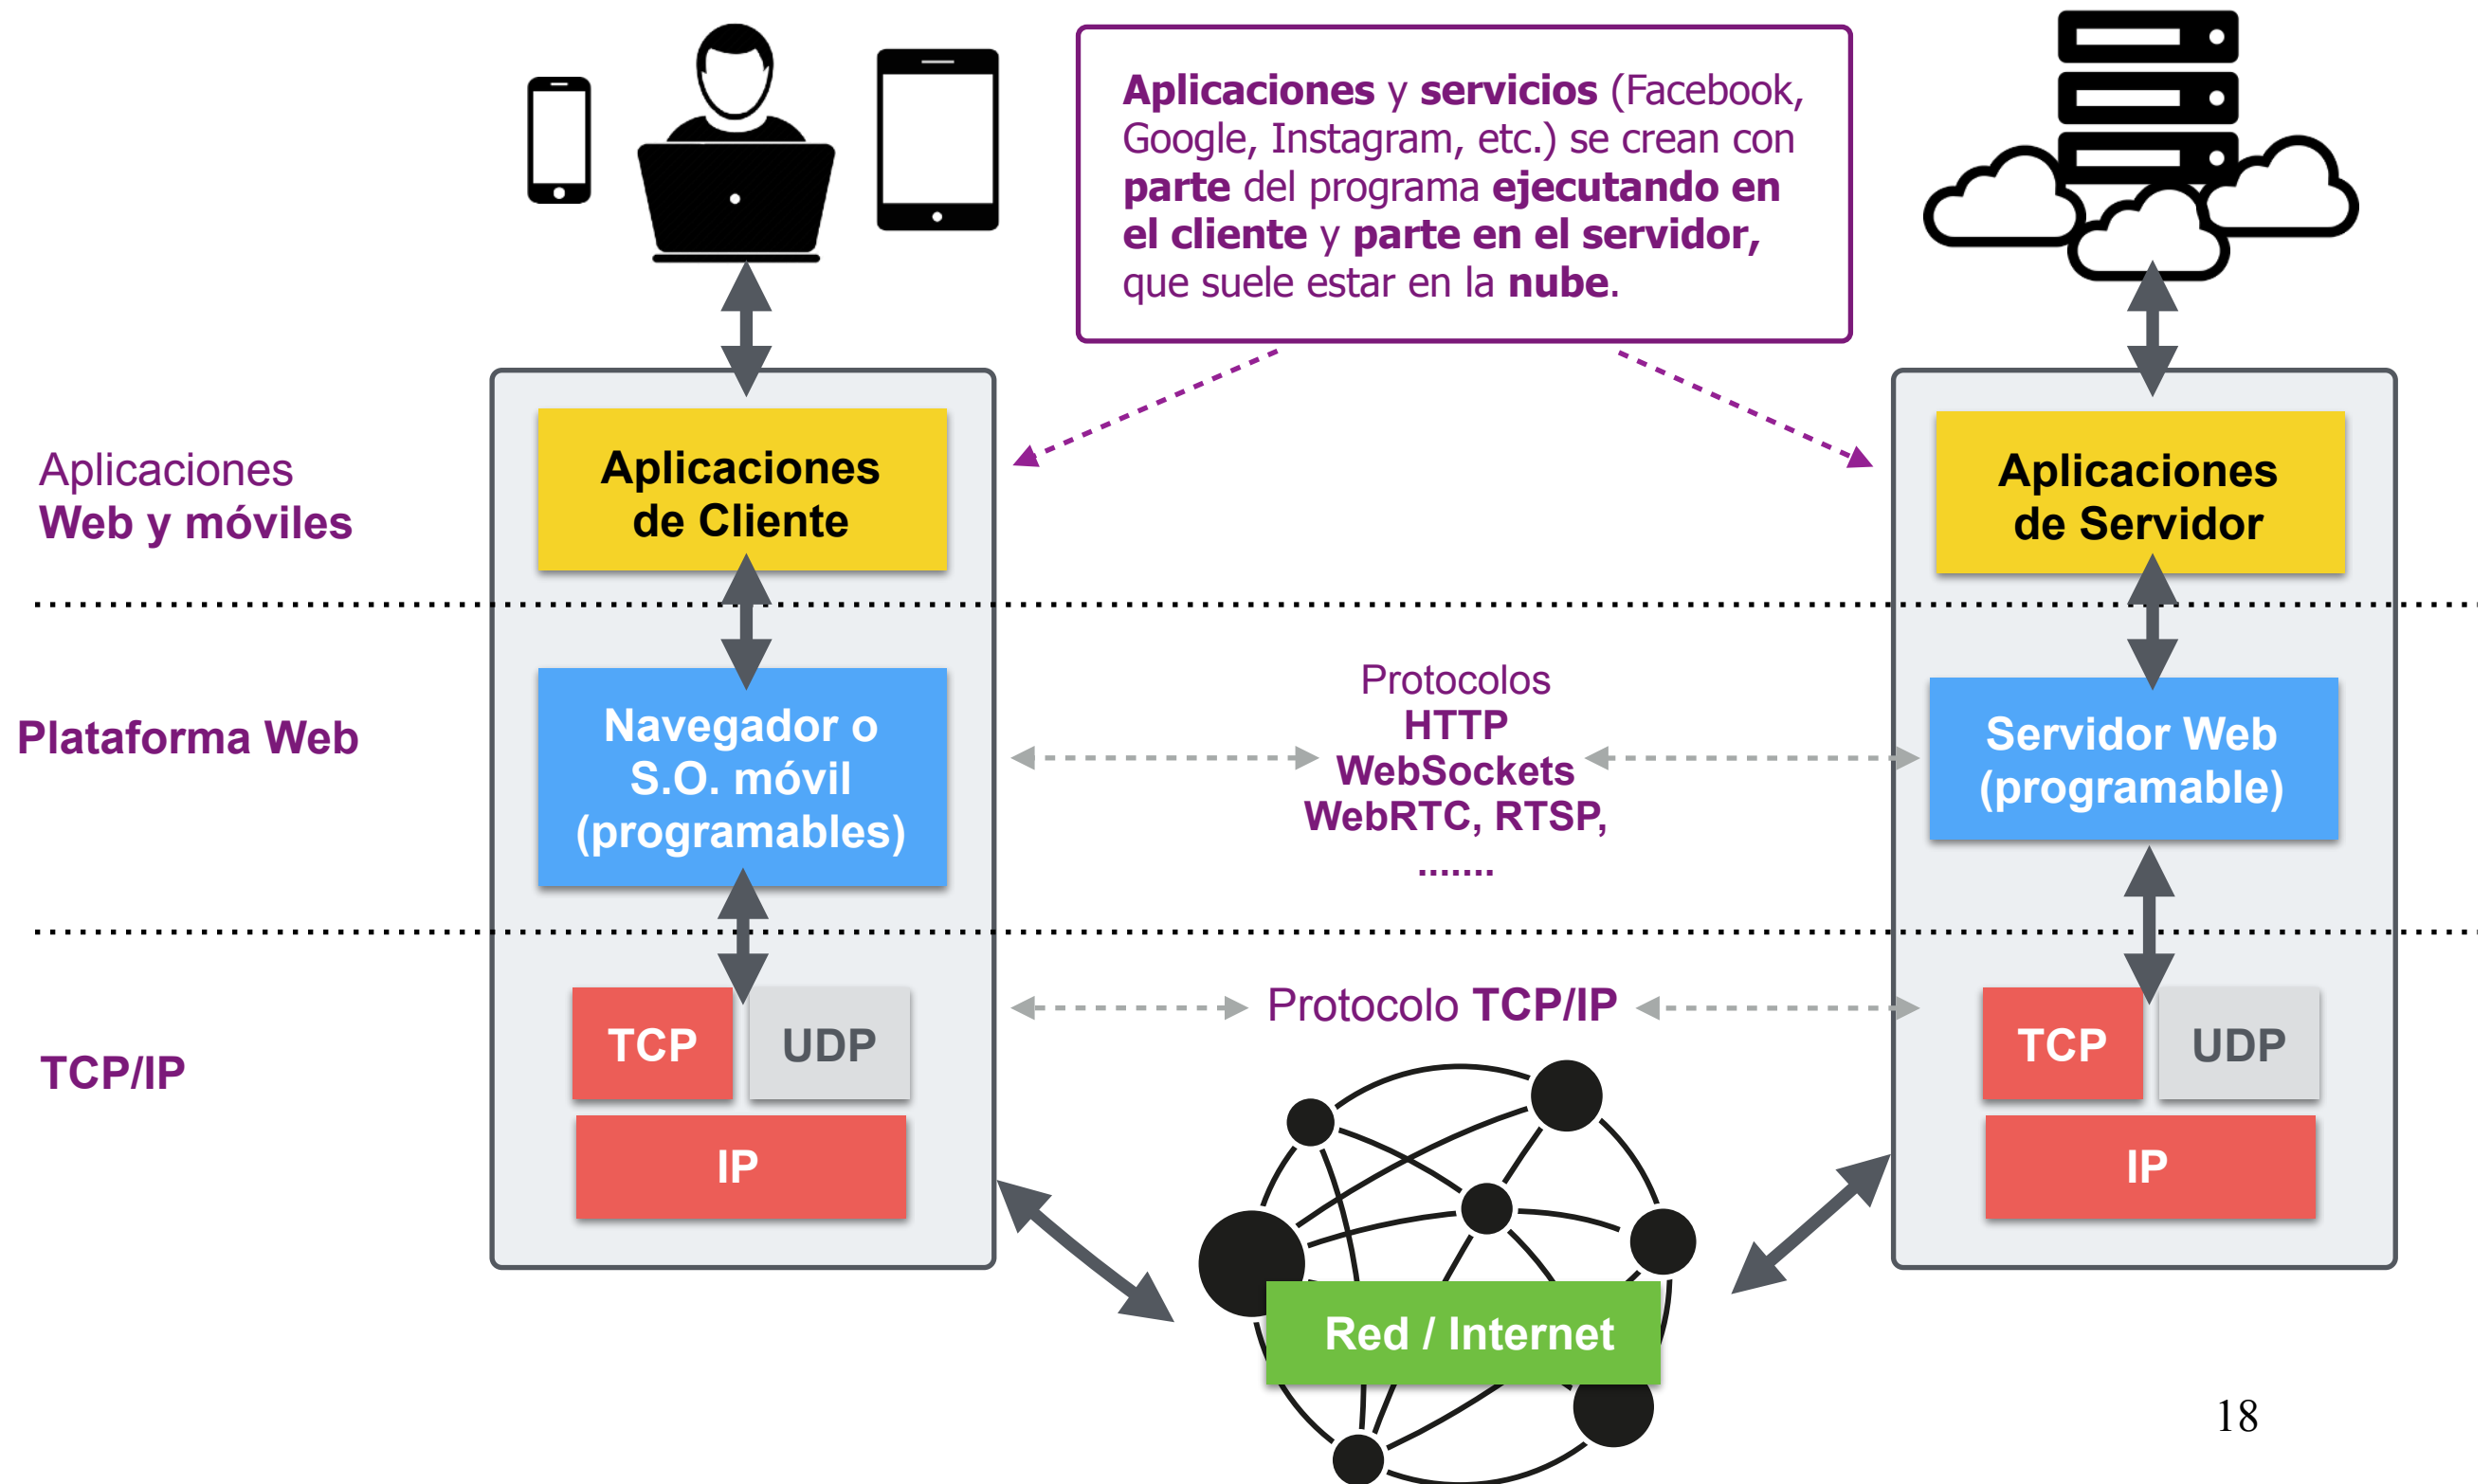 Aplicaciones y servicios (Facebook,
Google, Instagram, etc.) se crean con
parte del programa ejecutando en
el cliente y parte en el servidor,
que suele estar en la nube.
Aplicaciones
Web y móviles
Aplicaciones
de Cliente
Aplicaciones
de Servidor
Plataforma Web
Navegador o
S.O. móvil
(programables)
Protocolos
HTTP
WebSockets
WebRTC, RTSP,
.......
Servidor Web
(programable)
TCP/IP
TCP
UDP
IP
Protocolo TCP/IP
TCP
UDP
IP
Red / Internet
18